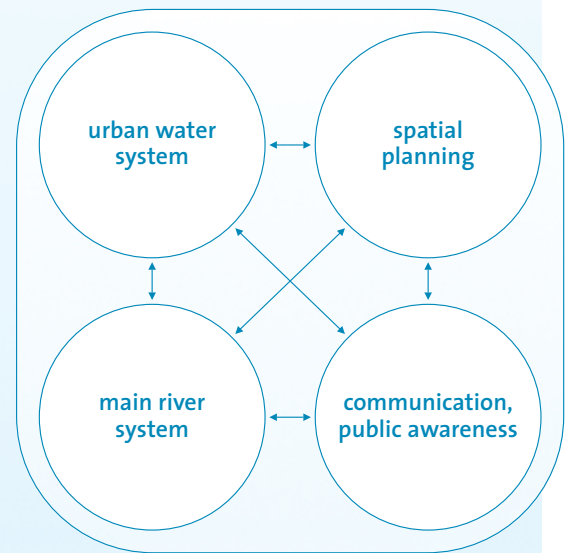 urban water
system
spatial
planning
main river
system
communication,
public awareness